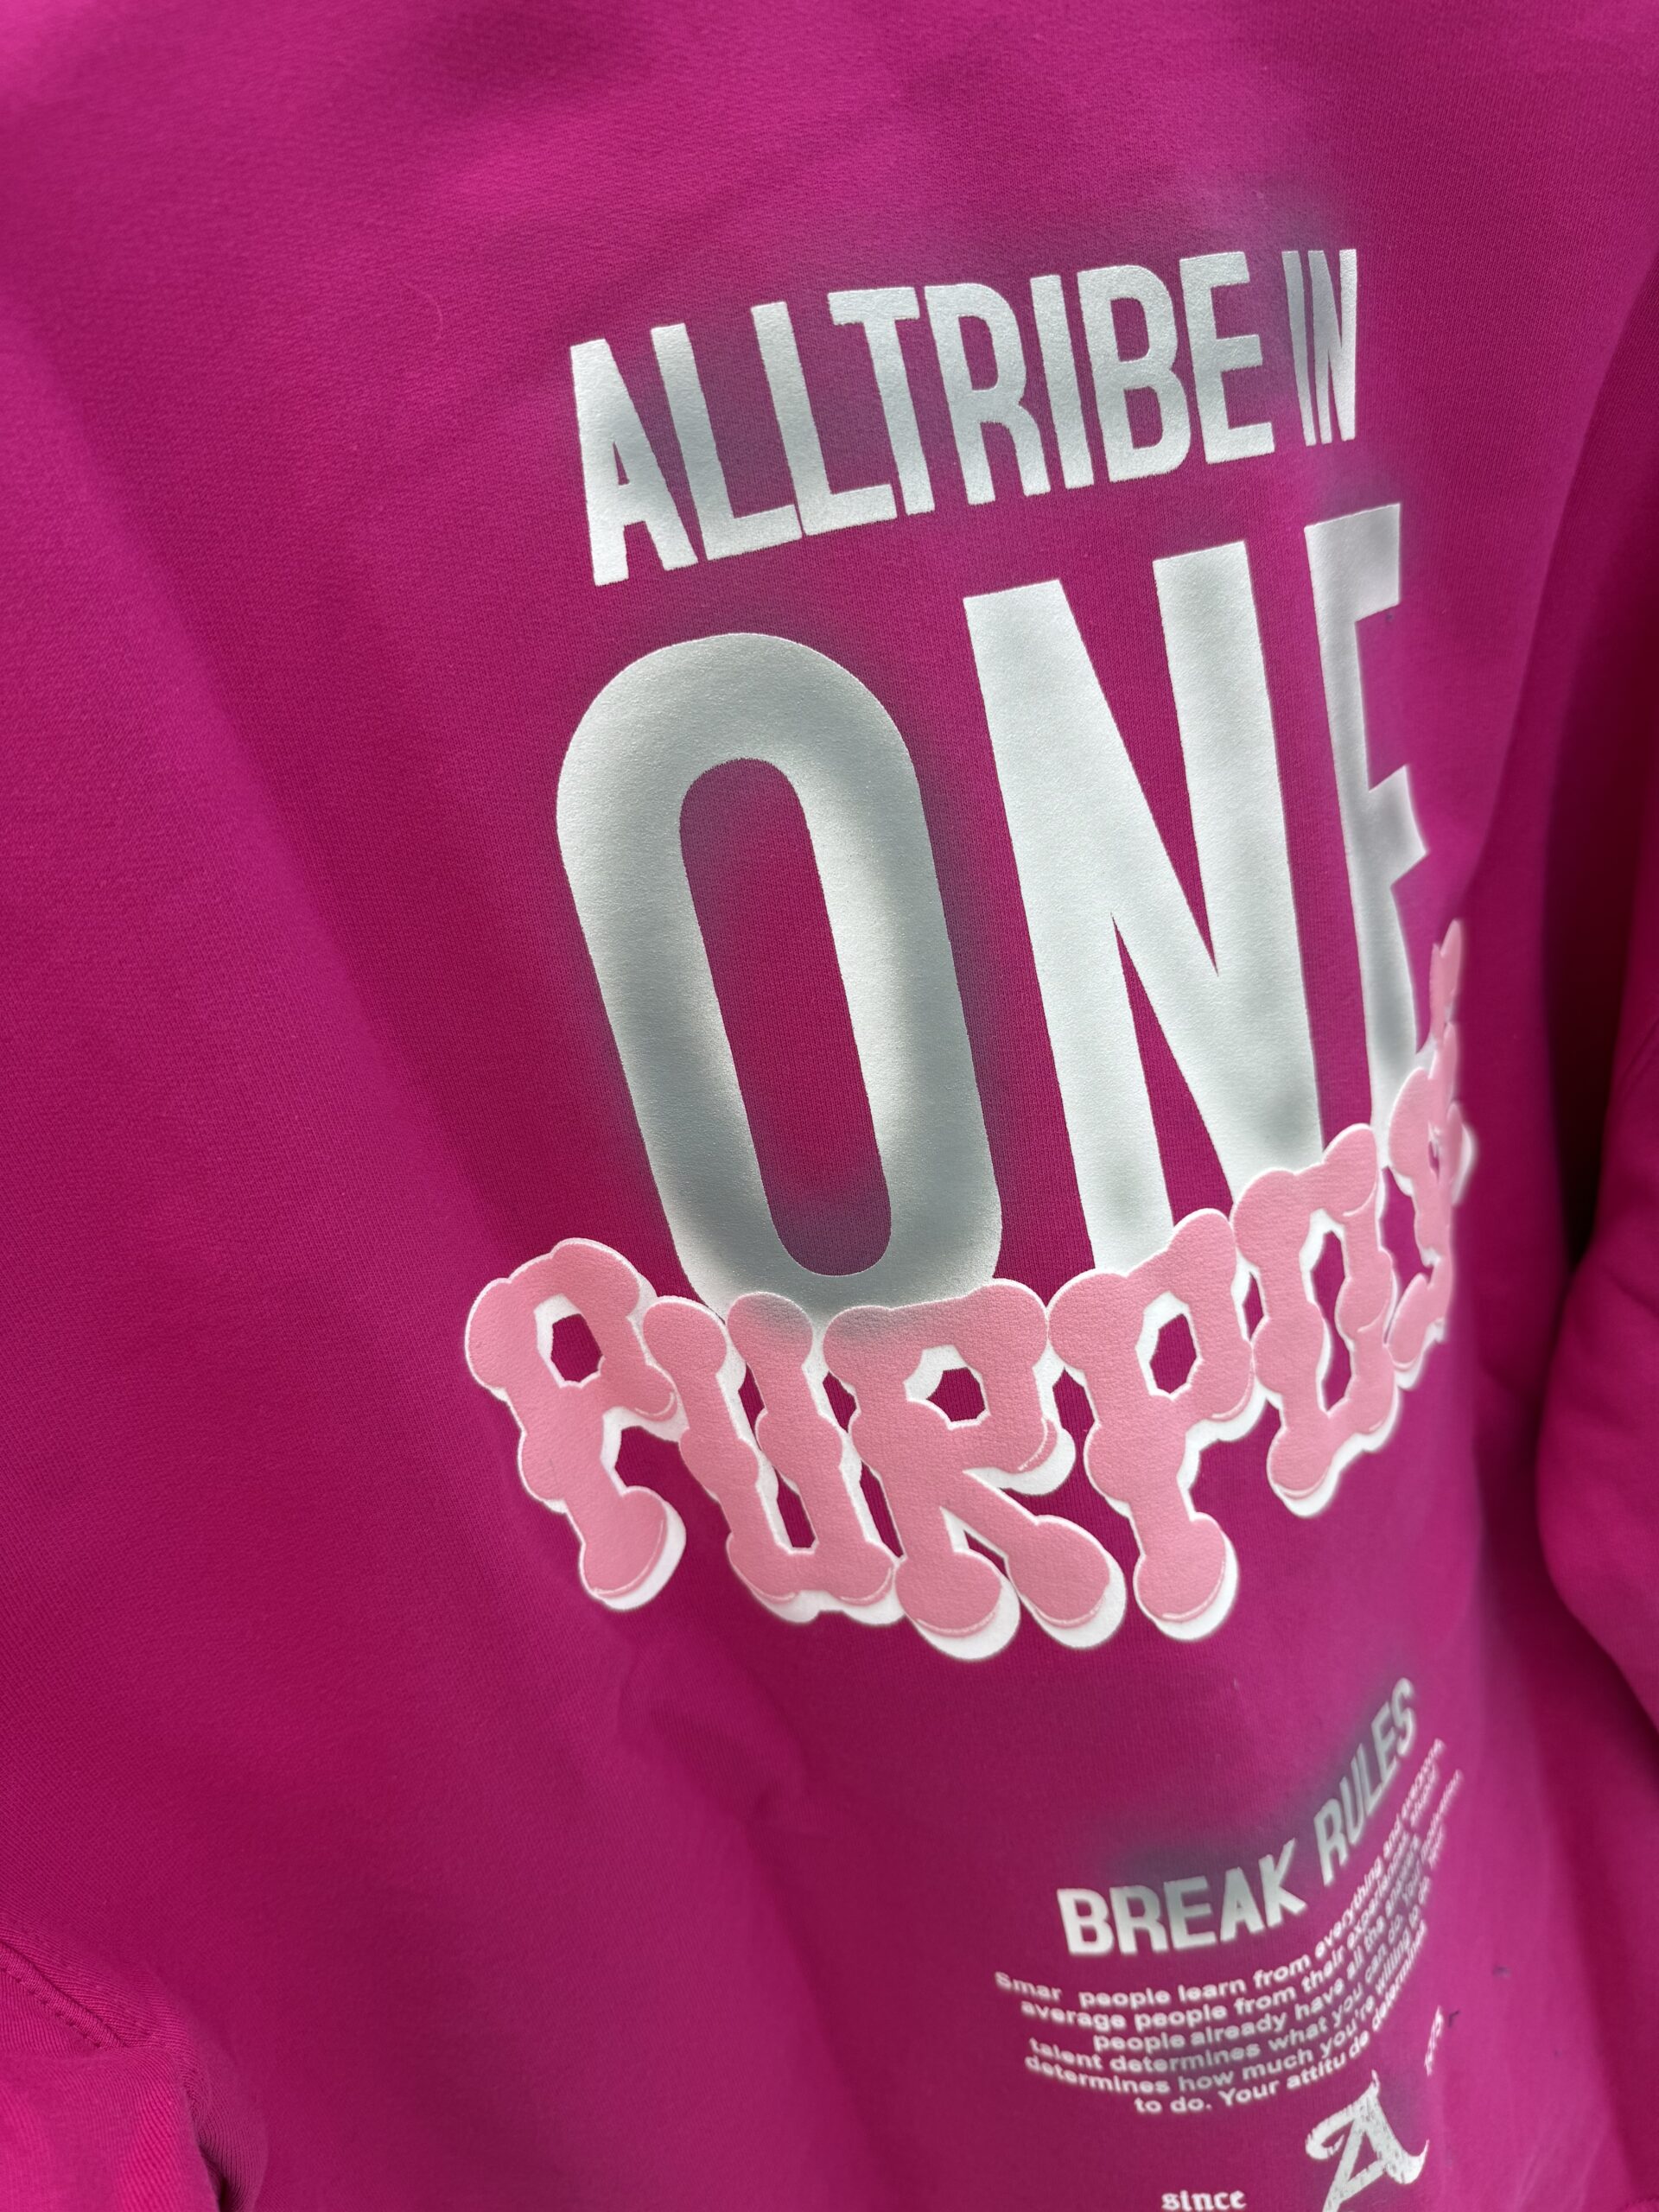 ALLTRIBE IN
ONE
PURPOSE
BREAK RULES
Smar people learn from everything and everyone
average people from their experiences,
people already have all the answers
talent determines what you can do. Your
determines how much you're willing to do
to do. Your attitude determines
since
A